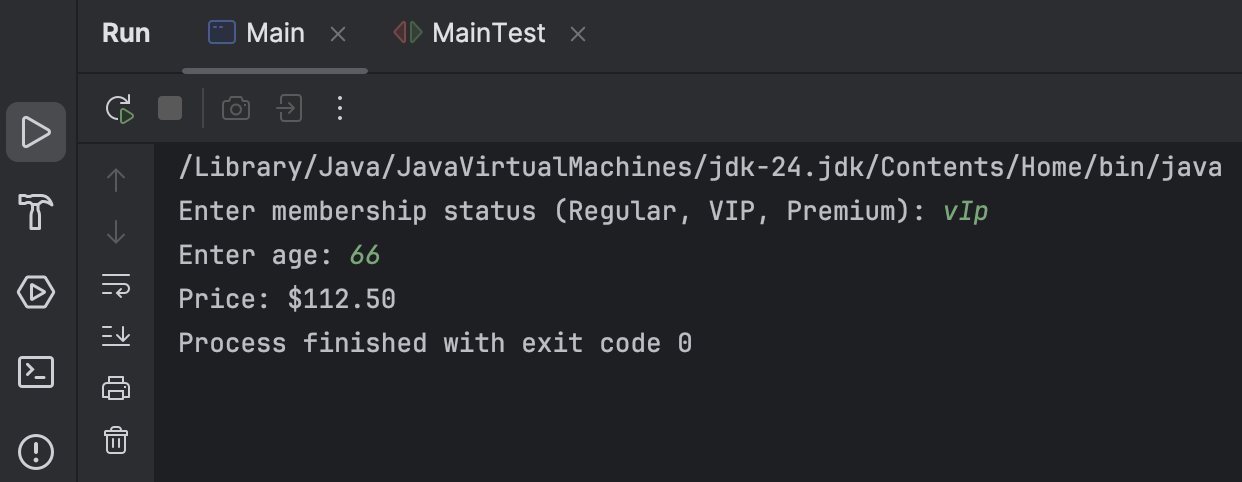 Run Main MainTest
/Library/Java/JavaVirtualMachines/jdk-24.jdk/Contents/Home/bin/java
Enter membership status (Regular, VIP, Premium): vIp
Enter age: 66
Price: $112.50
Process finished with exit code 0